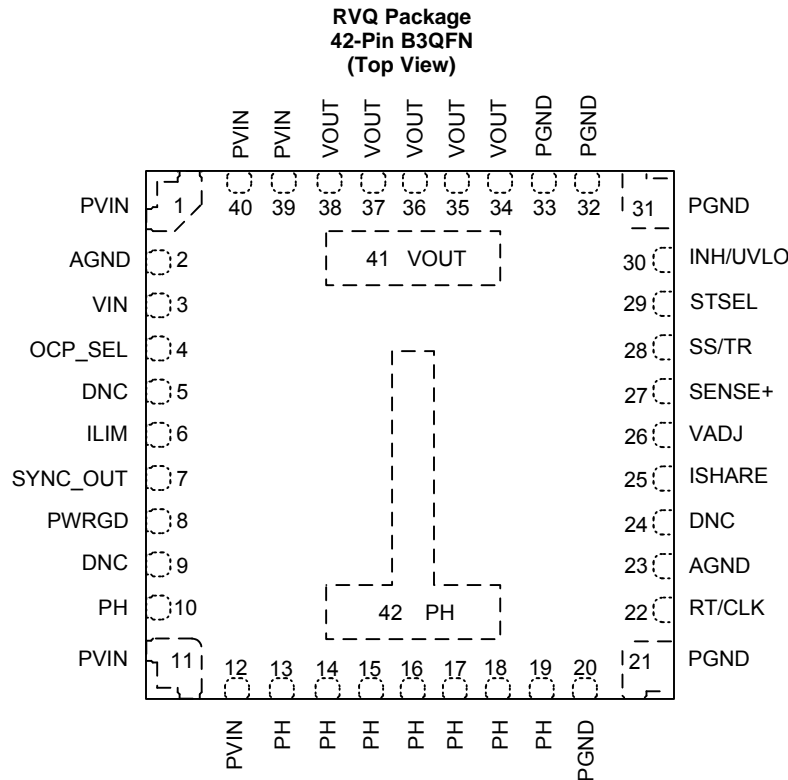 RVQ Package
42-Pin B3QFN
(Top View)
PVIN
PVIN
VOUT
VOUT
VOUT
VOUT
VOUT
PGND
PGND
40 39 38 37 36 35 34 33 32
PVIN 1 31 PGND
41 VOUT
AGND 2 30 INH/UVLO
VIN 3 29 STSEL
OCP_SEL 4 28 SS/TR
DNC 5 27 SENSE+
ILIM 6 26 VADJ
SYNC_OUT 7 25 ISHARE
PWRGD 8 24 DNC
DNC 9 23 AGND
PH 10 22 RT/CLK
42 PH
PVIN 11 21 PGND
12 13 14 15 16 17 18 19 20
PVIN
PH
PH
PH
PH
PH
PH
PH
PGND